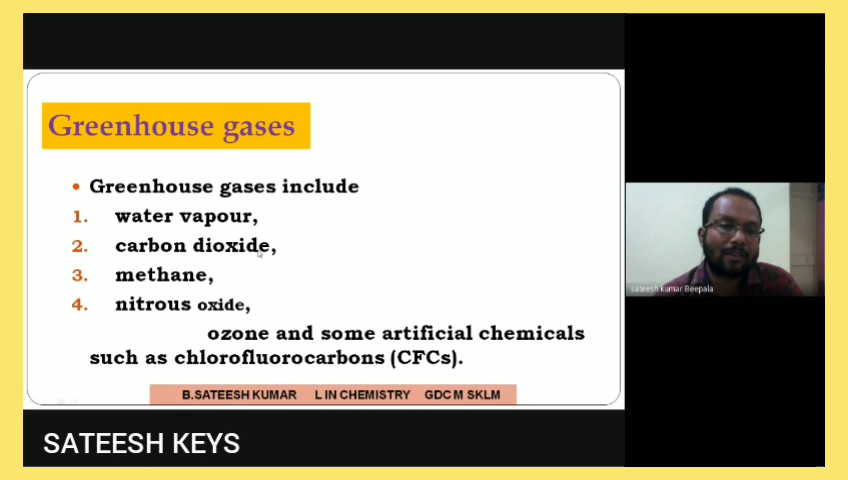 Greenhouse gases
• Greenhouse gases include
1. water vapour,
2. carbon dioxide,
3. methane,
4. nitrous oxide,
ozone and some artificial chemicals
such as chlorofluorocarbons (CFCs).
B.SATEESH KUMAR L IN CHEMISTRY GDC M SKLM
sateesh kumar Beepala
SATEESH KEYS